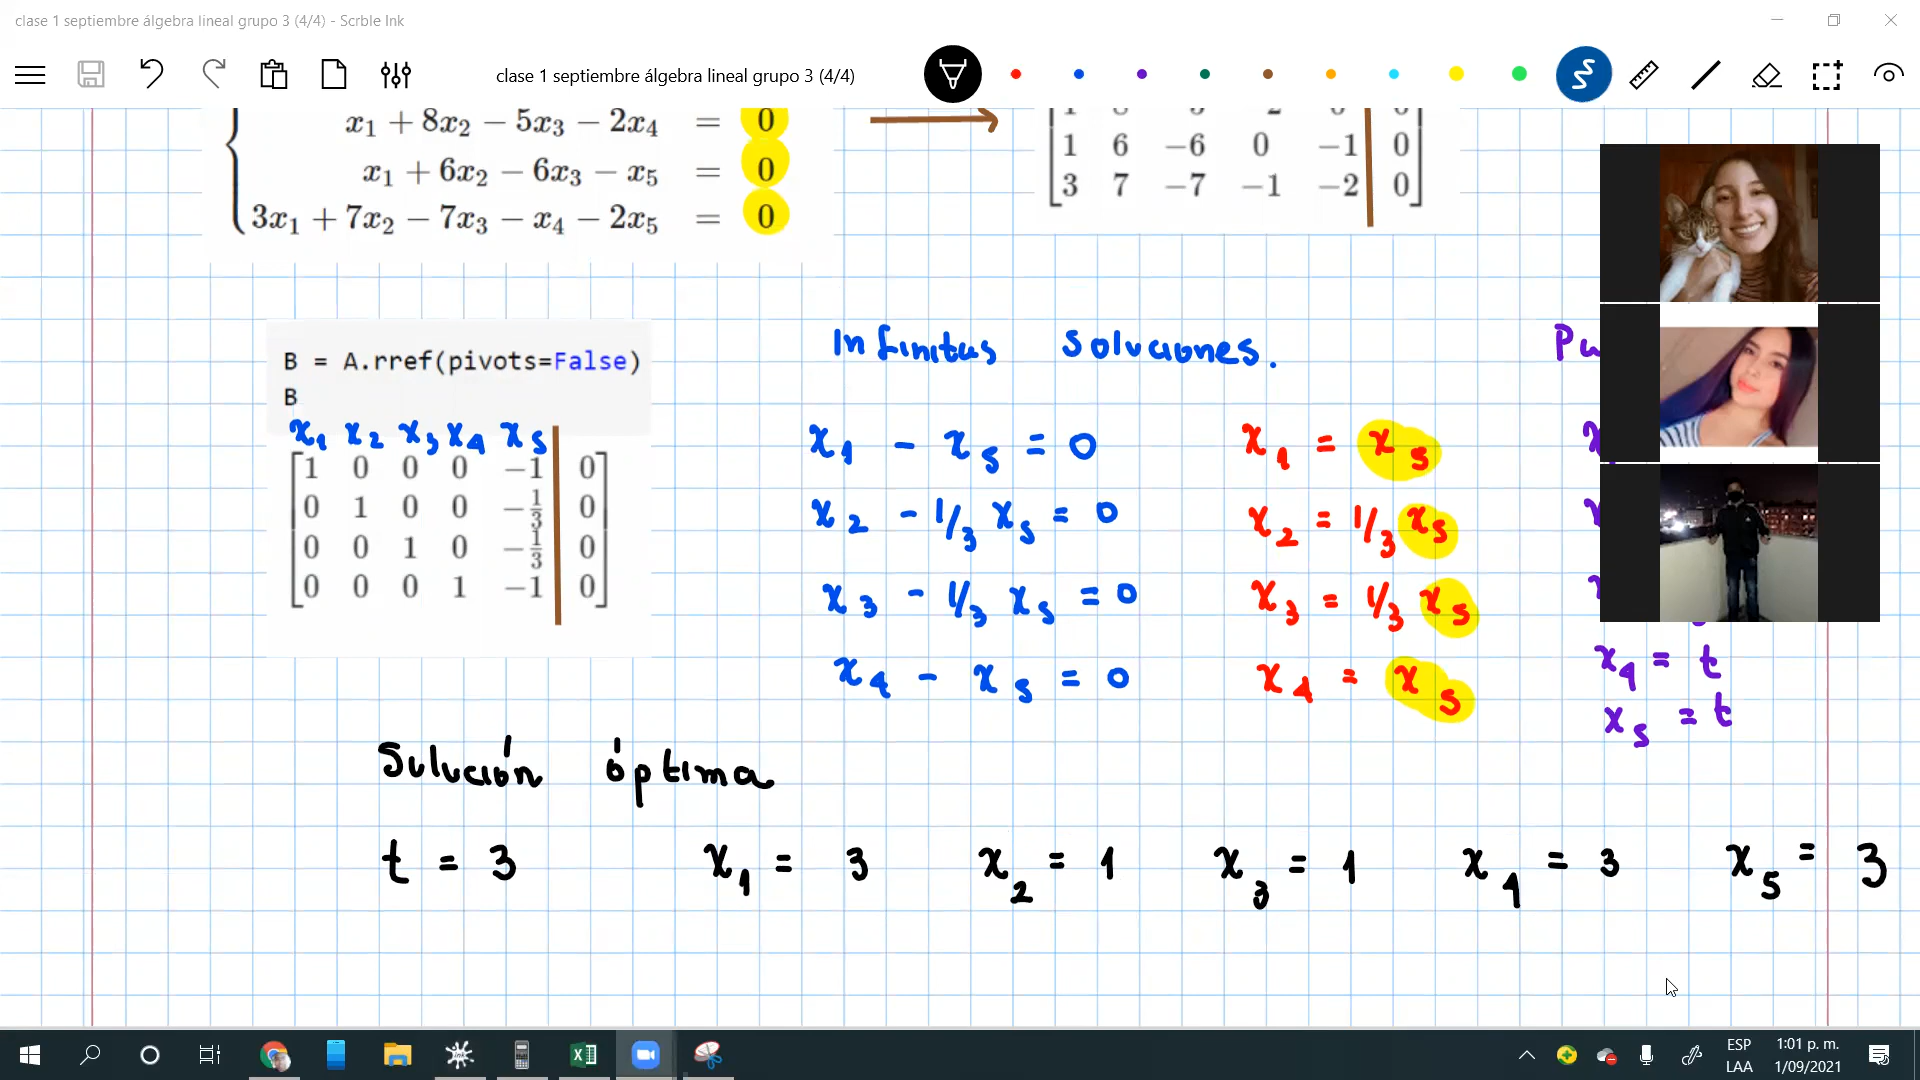 clase 1 septiembre álgebra lineal grupo 3 (4/4) - Scrble Ink
clase 1 septiembre álgebra lineal grupo 3 (4/4)
x₁ + 8x₂ − 5x₃ − 2x₄ = 0
x₁ + 6x₂ − 6x₃ − x₅ = 0
3x₁ + 7x₂ − 7x₃ − x₄ − 2x₅ = 0
1 6 −6 0 −1 0
3 7 −7 −1 −2 0
B = A.rref(pivots=False)
B
x₁ x₂ x₃ x₄ x₅
1 0 0 0 −1 0
0 1 0 0 −1/3 0
0 0 1 0 −1/3 0
0 0 0 1 −1 0
Infinitas soluciones.
x₁ − x₅ = 0
x₂ − 1/3 x₅ = 0
x₃ − 1/3 x₅ = 0
x₄ − x₅ = 0
x₁ = x₅
x₂ = 1/3 x₅
x₃ = 1/3 x₅
x₄ = x₅
x₄ = t
x₅ = t
Solución óptima
t = 3 x₁ = 3 x₂ = 1 x₃ = 1 x₄ = 3 x₅ = 3
ESP
LAA
1:01 p. m.
1/09/2021